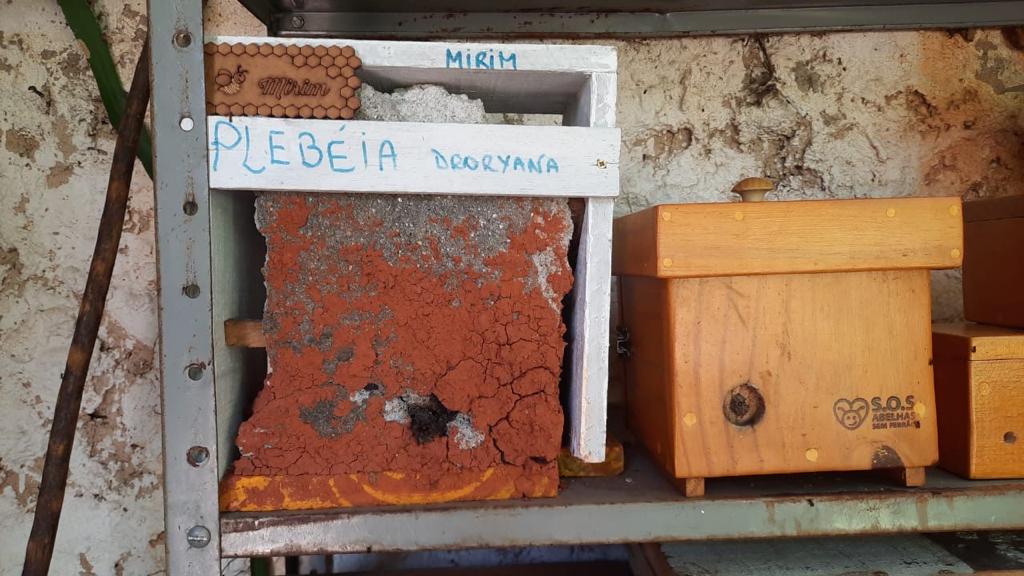 MIRIM
Mirim
PLEBÉIA DRORYANA
S.O.S
ABELHAS
SEM FERRÃO